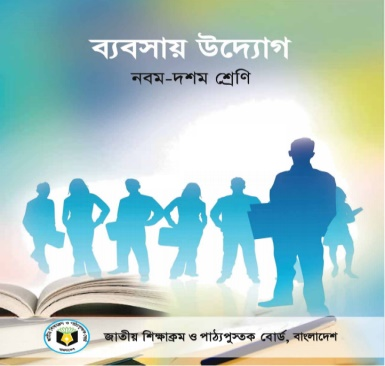 ব্যবসায় উদ্যোগ
নবম-দশম শ্রেণি
জাতীয় শিক্ষাক্রম ও পাঠ্যপুস্তক বোর্ড, বাংলাদেশ